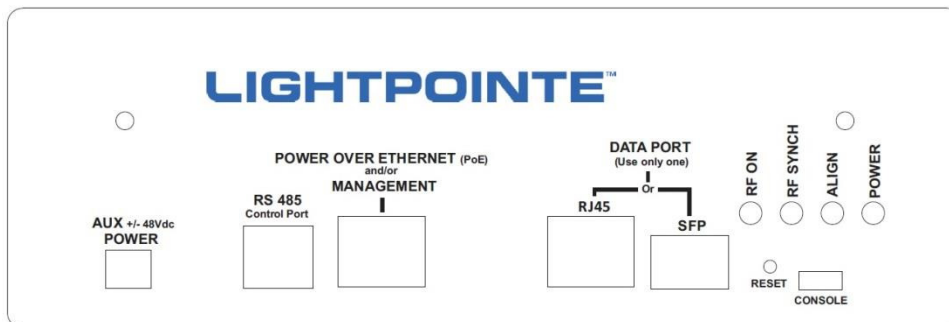 LIGHTPOINTE™
AUX +/- 48Vdc
POWER
RS 485
Control Port
POWER OVER ETHERNET (PoE)
and/or
MANAGEMENT
DATA PORT
(Use only one)
Or
RJ45
SFP
RF ON
RF SYNCH
ALIGN
POWER
RESET
CONSOLE